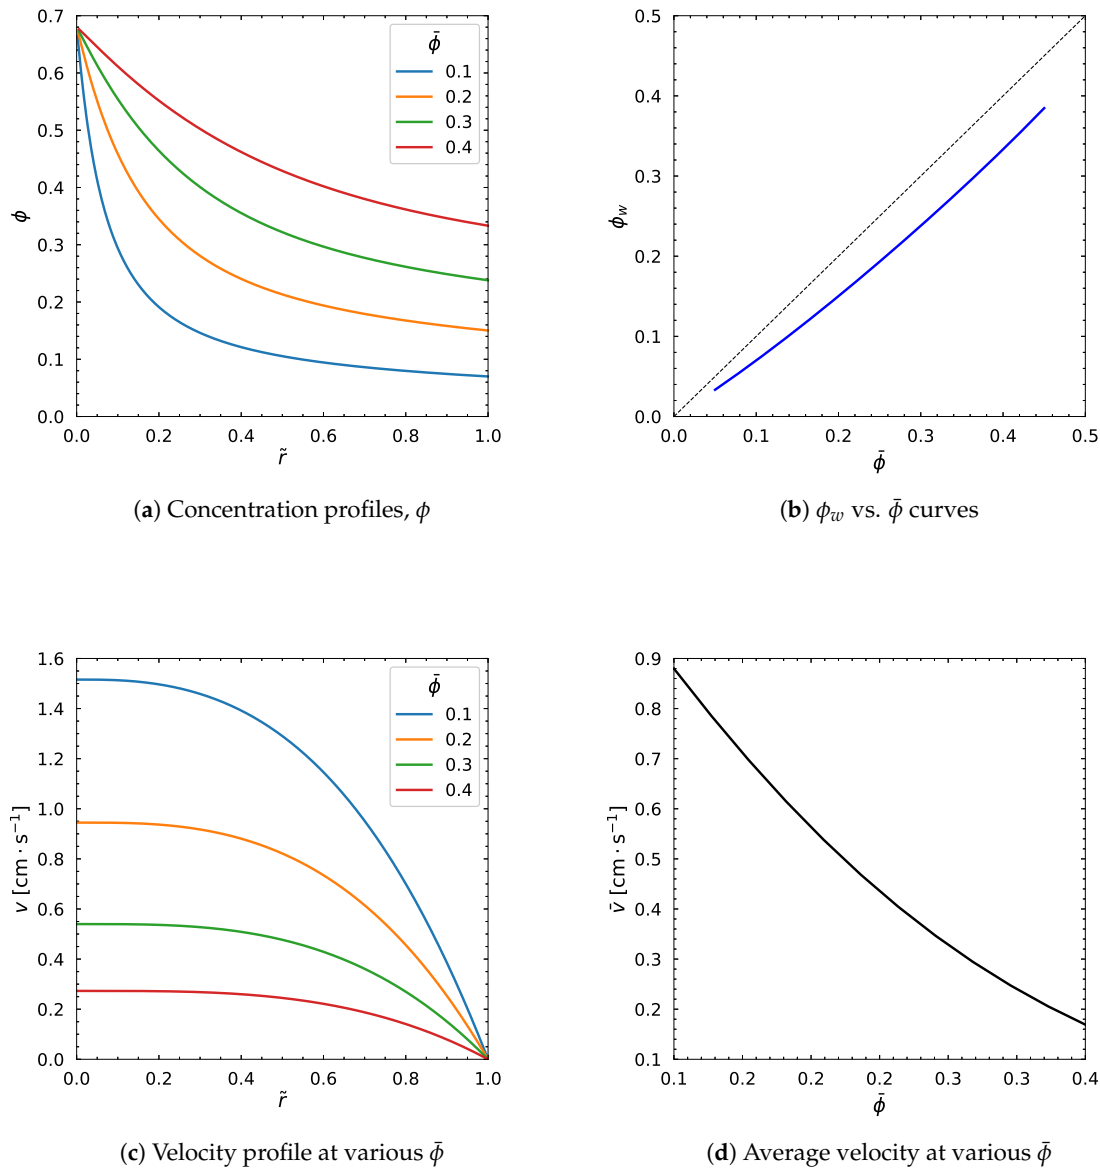 0.7
0.6
0.5
0.4
0.3
0.2
0.1
0.0
ϕ
0.0 0.2 0.4 0.6 0.8 1.0
r̃
ϕ̄
0.1
0.2
0.3
0.4
(a) Concentration profiles, ϕ
0.5
0.4
0.3
0.2
0.1
0.0
ϕ_w
0.0 0.1 0.2 0.3 0.4 0.5
ϕ̄
(b) ϕ_w vs. ϕ̄ curves
1.6
1.4
1.2
1.0
0.8
0.6
0.4
0.2
0.0
v [cm · s⁻¹]
0.0 0.2 0.4 0.6 0.8 1.0
r̃
ϕ̄
0.1
0.2
0.3
0.4
(c) Velocity profile at various ϕ̄
0.9
0.8
0.7
0.6
0.5
0.4
0.3
0.2
0.1
v̄ [cm · s⁻¹]
0.1 0.2 0.2 0.2 0.3 0.3 0.4
ϕ̄
(d) Average velocity at various ϕ̄